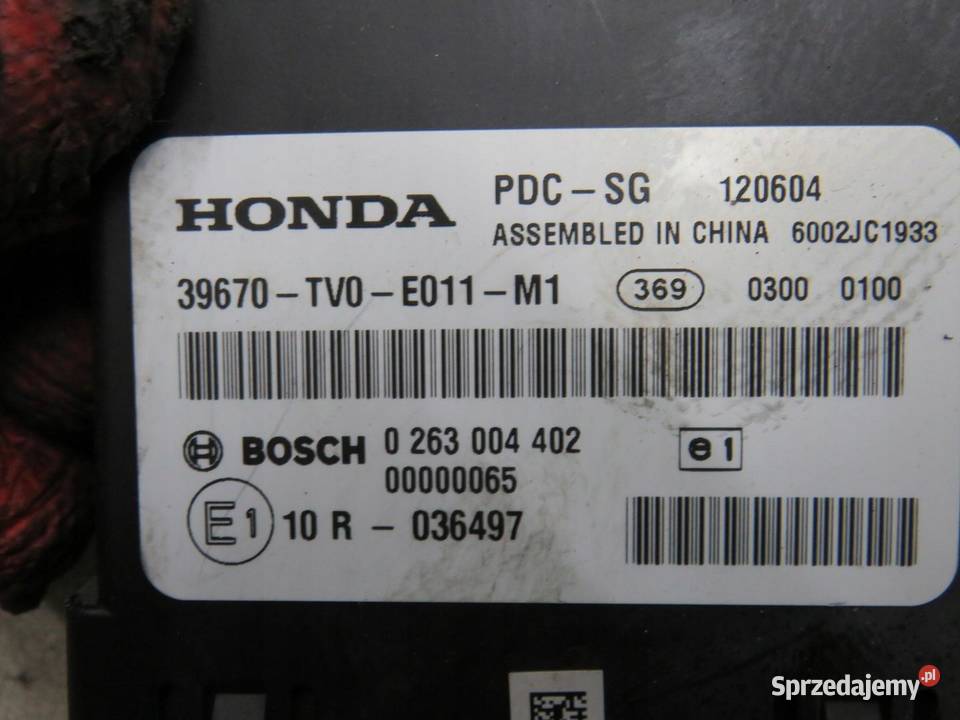 HONDA PDC-SG 120604
ASSEMBLED IN CHINA 6002JC1933
39670-TV0-E011-M1 369 0300 0100
BOSCH 0 263 004 402
00000065
e1
E1 10 R - 036497
Sprzedajemy.pl